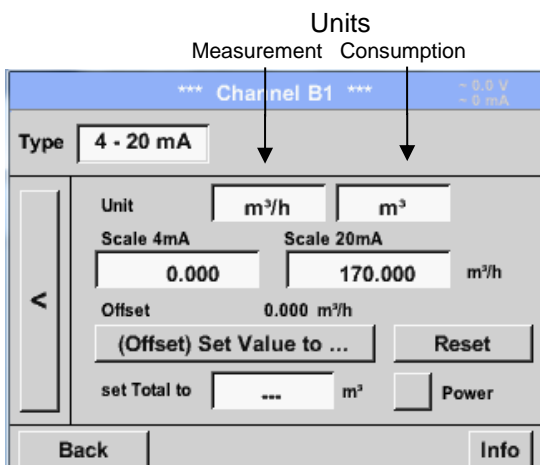 Units
Measurement Consumption
*** Channel B1 *** ~ 0.0 V
~ 0 mA
Type 4 - 20 mA
Unit m³/h m³
Scale 4mA Scale 20mA
0.000 170.000 m³/h
<
Offset 0.000 m³/h
(Offset) Set Value to ... Reset
set Total to --- m³ Power
Back Info